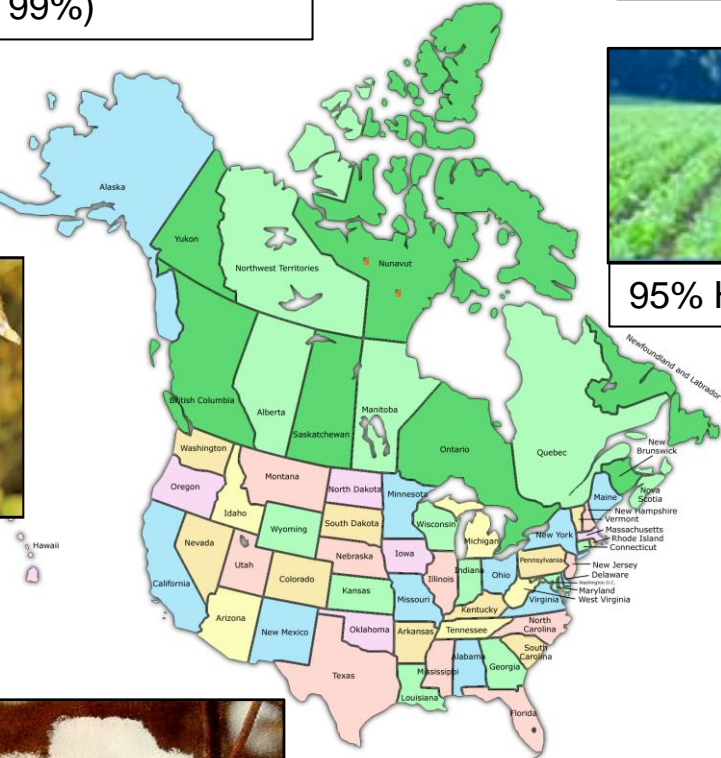 99%)
Alaska
Yukon
Northwest Territories
Nunavut
95%
Newfoundland and Labrador
British Columbia
Alberta
Saskatchewan
Manitoba
Ontario
Quebec
New
Brunswick
Nova
Scotia
Washington
Oregon
Idaho
Montana
North Dakota
Minnesota
Maine
New Hampshire
Vermont
Massachusetts
Rhode Island
Connecticut
Hawaii
Nevada
Wyoming
South Dakota
Wisconsin
Michigan
New York
Pennsylvania
New Jersey
Delaware
Washington D.C.
Maryland
West Virginia
California
Utah
Colorado
Nebraska
Iowa
Illinois
Indiana
Ohio
Virginia
Kansas
Missouri
Kentucky
North
Carolina
Arizona
New Mexico
Oklahoma
Arkansas
Tennessee
South
Carolina
Texas
Louisiana
Mississippi
Alabama
Georgia
Florida